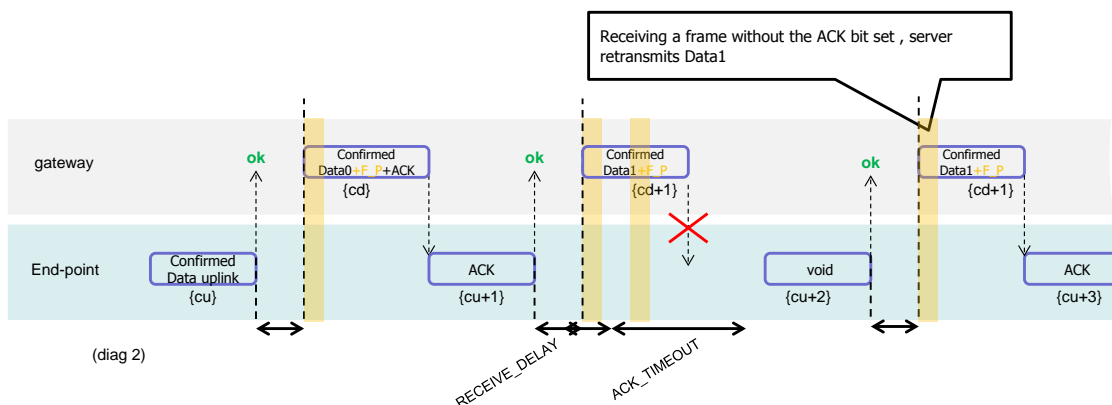 Receiving a frame without the ACK bit set , server
retransmits Data1
gateway
ok
Confirmed
Data0+F_P+ACK
{cd}
ok
Confirmed
Data1+F_P
{cd+1}
ok
Confirmed
Data1+F_P
{cd+1}
End-point
Confirmed
Data uplink
{cu}
ACK
{cu+1}
void
{cu+2}
ACK
{cu+3}
(diag 2)
RECEIVE_DELAY
ACK_TIMEOUT